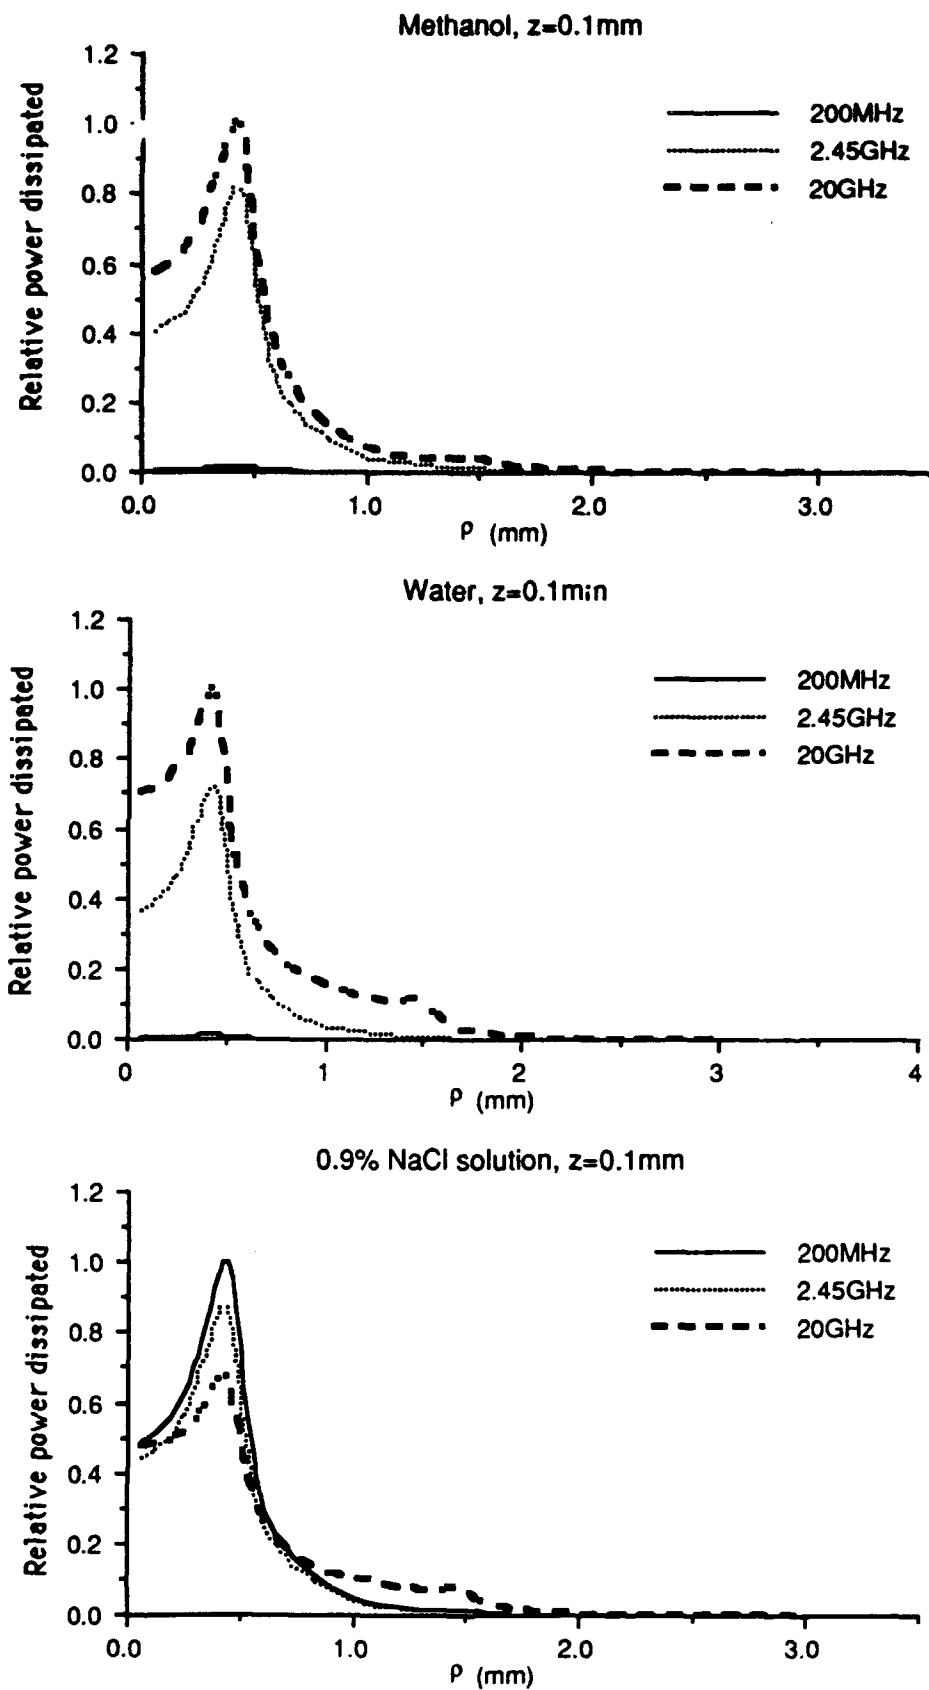 Methanol, z=0.1mm
1.2
1.0
0.8
0.6
0.4
0.2
0.0
Relative power dissipated
200MHz
2.45GHz
20GHz
0.0 1.0 2.0 3.0
ρ (mm)
Water, z=0.1min
1.2
1.0
0.8
0.6
0.4
0.2
0.0
Relative power dissipated
200MHz
2.45GHz
20GHz
0 1 2 3 4
ρ (mm)
0.9% NaCl solution, z=0.1mm
1.2
1.0
0.8
0.6
0.4
0.2
0.0
Relative power dissipated
200MHz
2.45GHz
20GHz
0.0 1.0 2.0 3.0
ρ (mm)